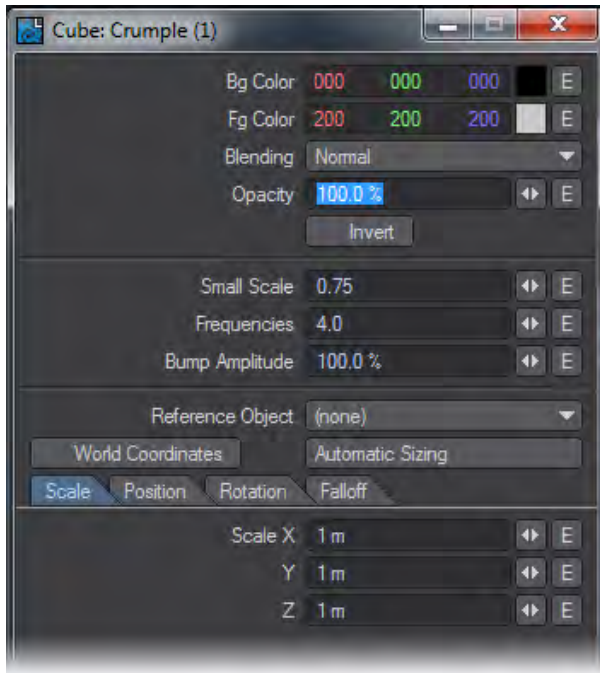 Cube: Crumple (1)
Bg Color 000 000 000 E
Fg Color 200 200 200 E
Blending Normal
Opacity 100.0 % E
Invert
Small Scale 0.75 E
Frequencies 4.0 E
Bump Amplitude 100.0 % E
Reference Object (none)
World Coordinates Automatic Sizing
Scale Position Rotation Falloff
Scale X 1 m E
Y 1 m E
Z 1 m E